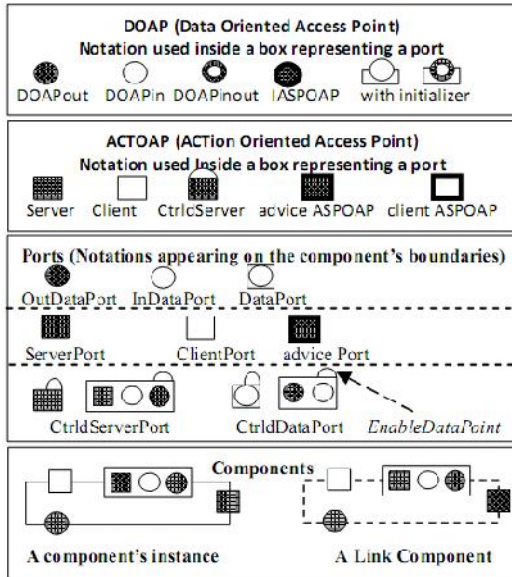 DOAP (Data Oriented Access Point)
Notation used inside a box representing a port
DOAPout DOAPin DOAPinout IASPOAP with initializer
ACTOAP (ACTion Oriented Access Point)
Notation used Inside a box representing a port
Server Client CtrldServer advice ASPOAP client ASPOAP
Ports (Notations appearing on the component's boundaries)
OutDataPort InDataPort DataPort
ServerPort ClientPort advice Port
CtrldServerPort CtrldDataPort EnableDataPoint
Components
A component's instance A Link Component